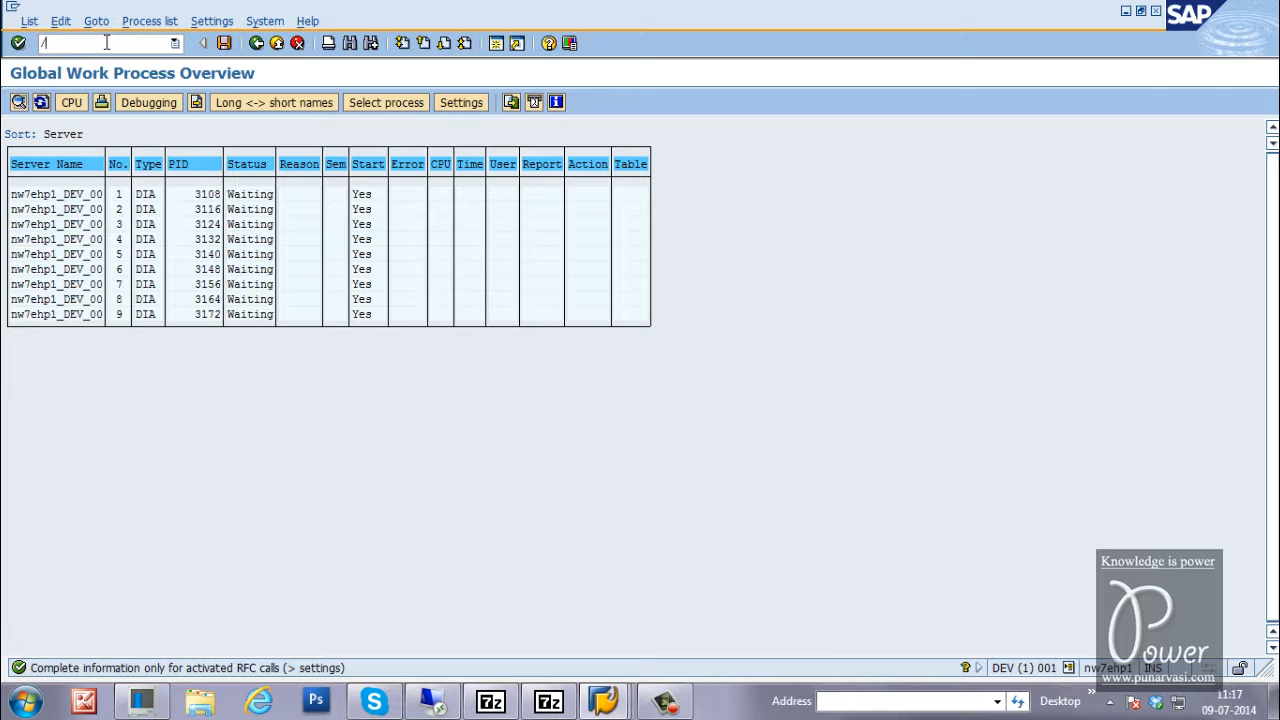 List Edit Goto Process list Settings System Help
SAP
/
Global Work Process Overview
CPU Debugging Long <-> short names Select process Settings
Sort: Server
Server Name No. Type PID Status Reason Sem Start Error CPU Time User Report Action Table
nw7ehp1_DEV_00 1 DIA 3108 Waiting Yes
nw7ehp1_DEV_00 2 DIA 3116 Waiting Yes
nw7ehp1_DEV_00 3 DIA 3124 Waiting Yes
nw7ehp1_DEV_00 4 DIA 3132 Waiting Yes
nw7ehp1_DEV_00 5 DIA 3140 Waiting Yes
nw7ehp1_DEV_00 6 DIA 3148 Waiting Yes
nw7ehp1_DEV_00 7 DIA 3156 Waiting Yes
nw7ehp1_DEV_00 8 DIA 3164 Waiting Yes
nw7ehp1_DEV_00 9 DIA 3172 Waiting Yes
Knowledge is power
Power
www.punarvasi.com
Complete information only for activated RFC calls (> settings) DEV (1) 001 nw7ehp1 INS
Ps 7z 7z Address Desktop » 11:17
09-07-2014